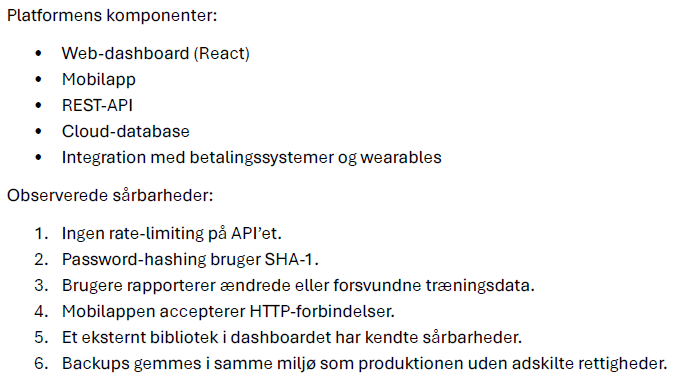 Platformens komponenter:
• Web-dashboard (React)
• Mobilapp
• REST-API
• Cloud-database
• Integration med betalingssystemer og wearables
Observerede sårbarheder:
1. Ingen rate-limiting på API’et.
2. Password-hashing bruger SHA-1.
3. Brugere rapporterer ændrede eller forsvundne træningsdata.
4. Mobilappen accepterer HTTP-forbindelser.
5. Et eksternt bibliotek i dashboardet har kendte sårbarheder.
6. Backups gemmes i samme miljø som produktionen uden adskilte rettigheder.